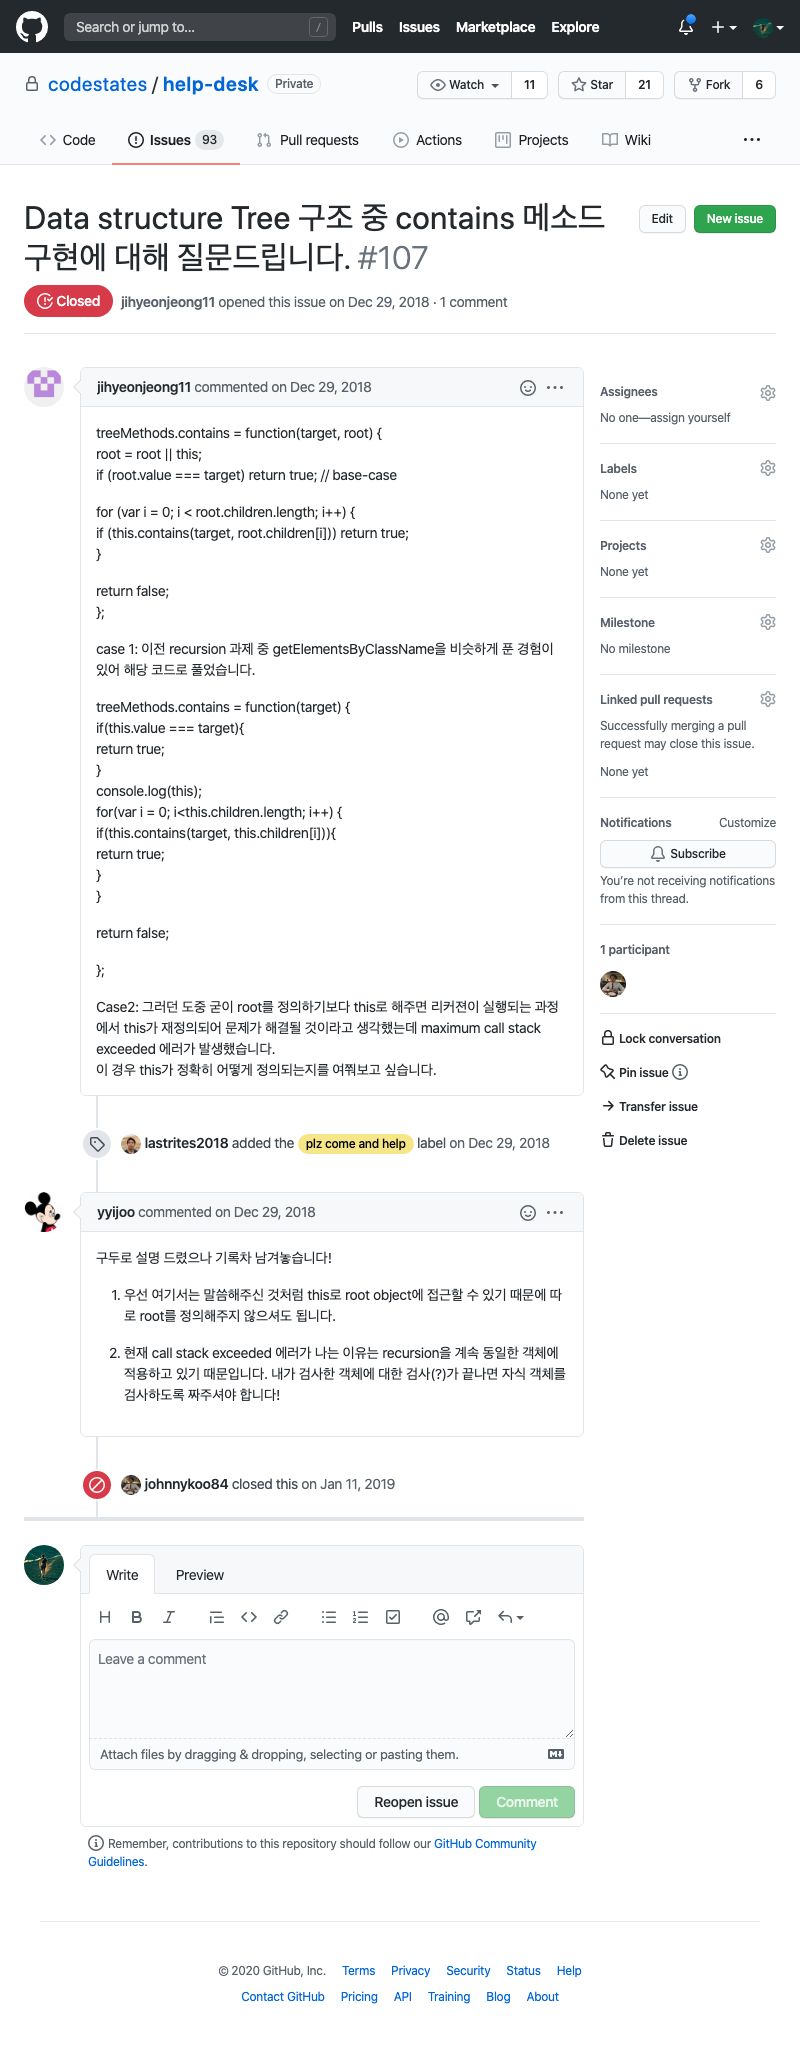 Search or jump to... /
Pulls Issues Marketplace Explore
codestates / help-desk Private
Watch 11 Star 21 Fork 6
Code Issues 93 Pull requests Actions Projects Wiki
Data structure Tree 구조 중 contains 메소드
구현에 대해 질문드립니다. #107
Edit New issue
Closed jihyeonjeong11 opened this issue on Dec 29, 2018 · 1 comment
jihyeonjeong11 commented on Dec 29, 2018
treeMethods.contains = function(target, root) {
root = root || this;
if (root.value === target) return true; // base-case
for (var i = 0; i < root.children.length; i++) {
if (this.contains(target, root.children[i])) return true;
}
return false;
};
case 1: 이전 recursion 과제 중 getElementsByClassName을 비슷하게 푼 경험이
있어 해당 코드로 풀었습니다.
treeMethods.contains = function(target) {
if(this.value === target){
return true;
}
console.log(this);
for(var i = 0; i<this.children.length; i++) {
if(this.contains(target, this.children[i])){
return true;
}
}
return false;
};
Case2: 그러던 도중 굳이 root를 정의하기보다 this로 해주면 리커젼이 실행되는 과정
에서 this가 재정의되어 문제가 해결될 것이라고 생각했는데 maximum call stack
exceeded 에러가 발생했습니다.
이 경우 this가 정확히 어떻게 정의되는지를 여쭤보고 싶습니다.
lastrites2018 added the plz come and help label on Dec 29, 2018
yyijoo commented on Dec 29, 2018
구두로 설명 드렸으나 기록차 남겨놓습니다!
1. 우선 여기서는 말씀해주신 것처럼 this로 root object에 접근할 수 있기 때문에 따
로 root를 정의해주지 않으셔도 됩니다.
2. 현재 call stack exceeded 에러가 나는 이유는 recursion을 계속 동일한 객체에
적용하고 있기 때문입니다. 내가 검사한 객체에 대한 검사(?)가 끝나면 자식 객체를
검사하도록 짜주셔야 합니다!
johnnykoo84 closed this on Jan 11, 2019
Write Preview
Leave a comment
Attach files by dragging & dropping, selecting or pasting them.
Reopen issue Comment
Remember, contributions to this repository should follow our GitHub Community
Guidelines.
Assignees
No one—assign yourself
Labels
None yet
Projects
None yet
Milestone
No milestone
Linked pull requests
Successfully merging a pull
request may close this issue.
None yet
Notifications Customize
Subscribe
You're not receiving notifications
from this thread.
1 participant
Lock conversation
Pin issue
Transfer issue
Delete issue
© 2020 GitHub, Inc. Terms Privacy Security Status Help
Contact GitHub Pricing API Training Blog About